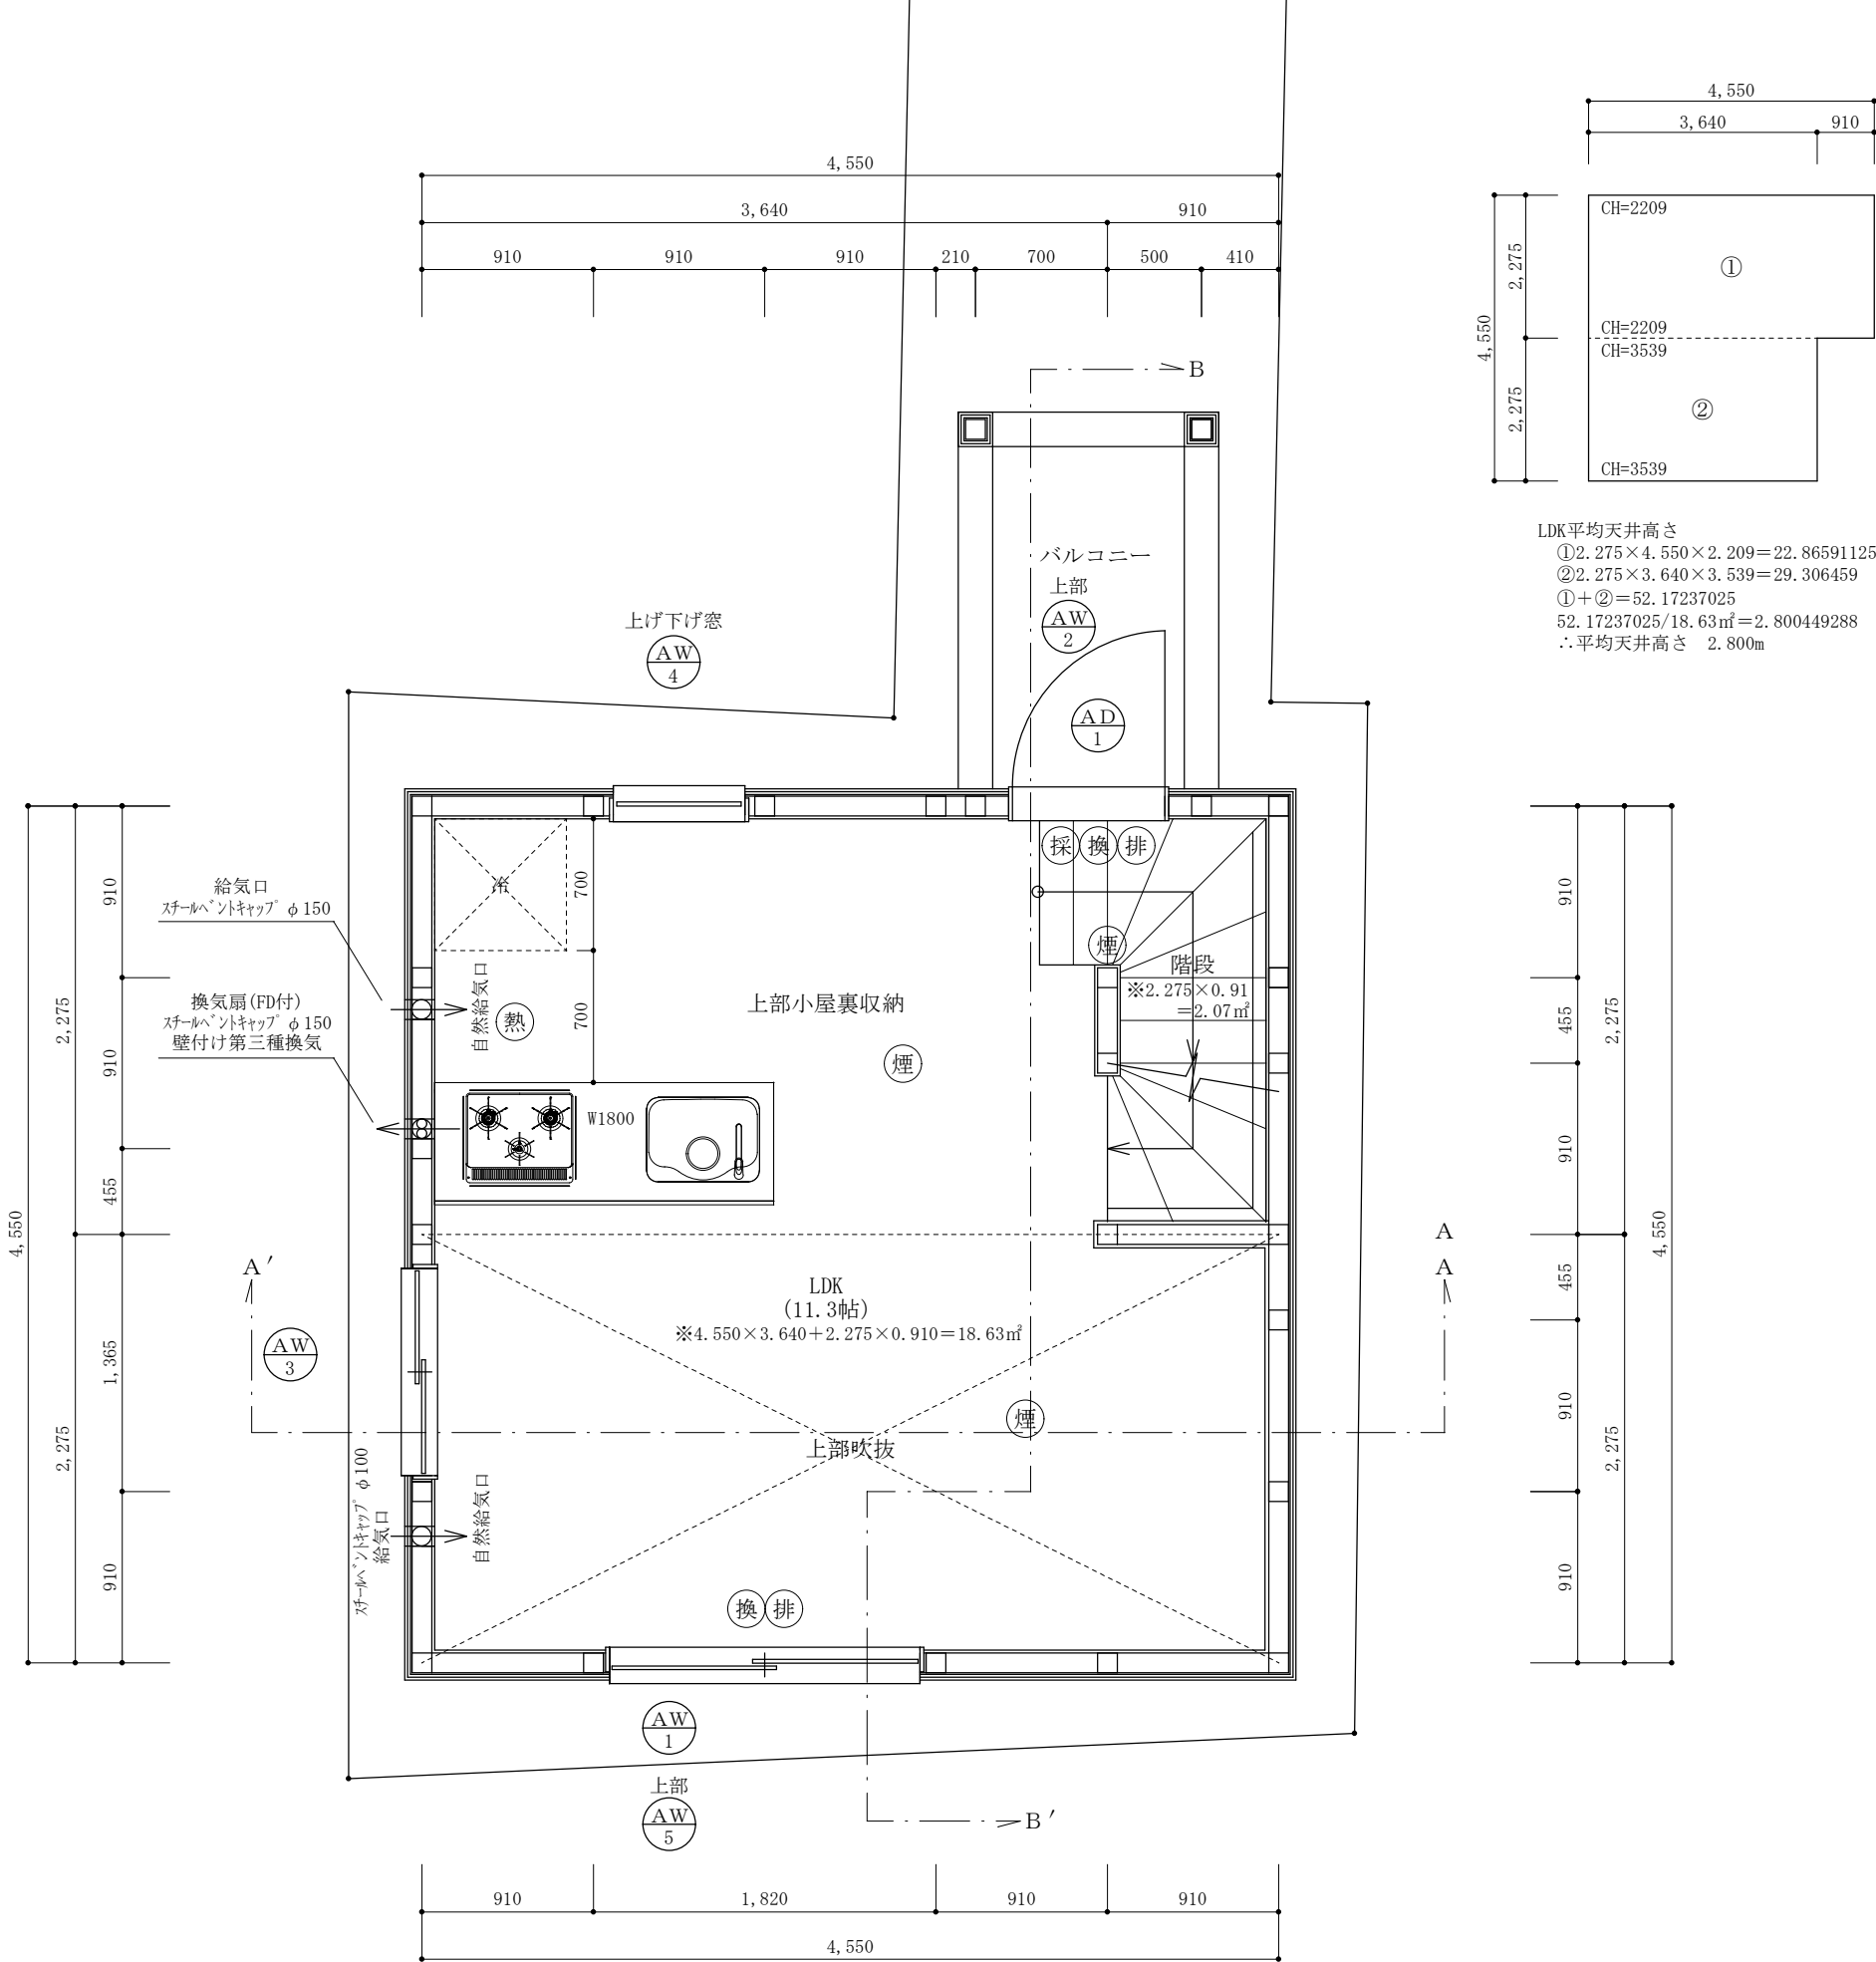 4,550
3,640
910
4,550
3,640 910
910 910 910 210 700 500 410
4,550
2,275
2,275
CH=2209
①
CH=2209
CH=3539
②
CH=3539
LDK平均天井高さ
①2.275×4.550×2.209＝22.86591125
②2.275×3.640×3.539＝29.306459
①＋②＝52.17237025
52.17237025/18.63㎡＝2.800449288
∴平均天井高さ 2.800m
B
バルコニー
上部
AW
2
上げ下げ窓
AW
4
AD
1
採 換 排
冷
700
700
給気口
ｽﾁｰﾙﾍﾞﾝﾄｷｬｯﾌﾟ φ150
換気扇(FD付)
ｽﾁｰﾙﾍﾞﾝﾄｷｬｯﾌﾟ φ150
壁付け第三種換気
自然給気口
熱
上部小屋裏収納
煙
煙
階段
※2.275×0.91
＝2.07㎡
W1800
4,550
2,275
2,275
910
910
455
1,365
910
910
455
910
455
910
910
2,275
2,275
4,550
A′
A
A
AW
3
LDK
(11.3帖)
※4.550×3.640＋2.275×0.910＝18.63㎡
煙
上部吹抜
ｽﾁｰﾙﾍﾞﾝﾄｷｬｯﾌﾟ φ100
給気口
自然給気口
換 排
AW
1
上部
AW
5
B′
910 1,820 910 910
4,550